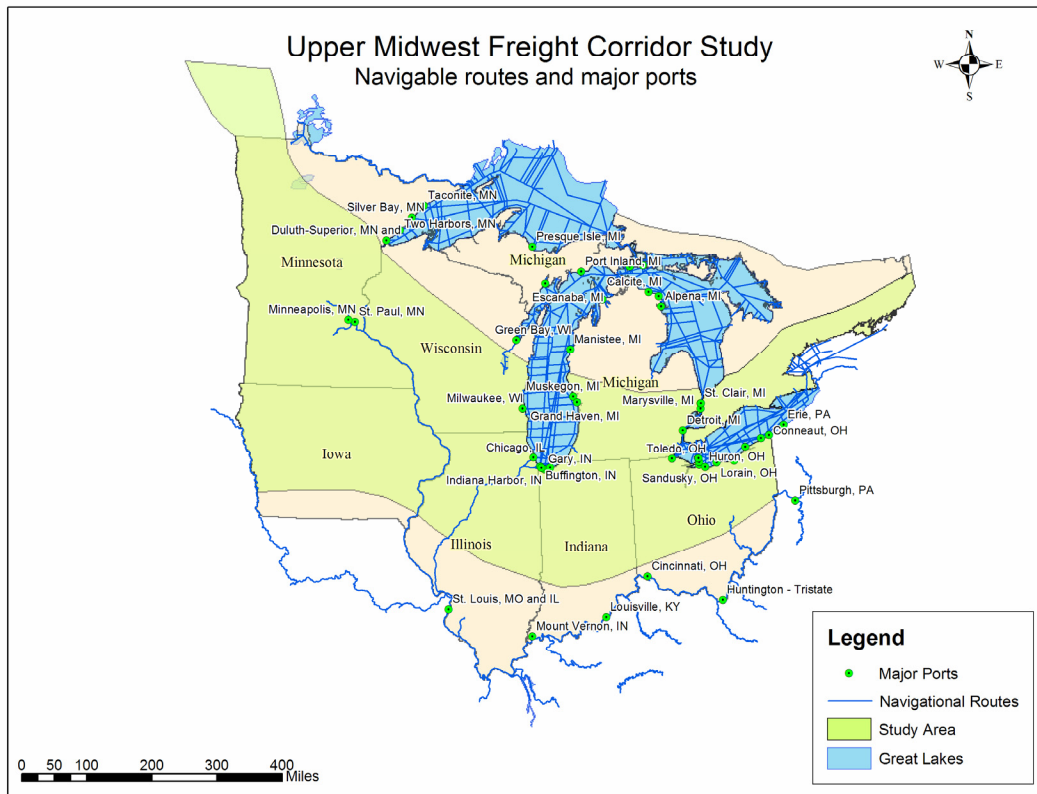 Upper Midwest Freight Corridor Study
Navigable routes and major ports
N
W E
S
Taconite, MN
Silver Bay, MN
Two Harbors, MN
Duluth-Superior, MN and
Presque Isle, MI
Michigan
Minnesota
Port Inland, MI
Calcite, MI
Escanaba, MI
Alpena, MI
Minneapolis, MN
St. Paul, MN
Green Bay, WI
Wisconsin
Manistee, MI
Michigan
Muskegon, MI
Milwaukee, WI
Grand Haven, MI
St. Clair, MI
Marysville, MI
Detroit, MI
Erie, PA
Conneaut, OH
Chicago, IL
Gary, IN
Iowa
Toledo, OH
Huron, OH
Indiana Harbor, IN
Buffington, IN
Sandusky, OH
Lorain, OH
Pittsburgh, PA
Ohio
Illinois
Indiana
Cincinnati, OH
Huntington - Tristate
St. Louis, MO and IL
Louisville, KY
Mount Vernon, IN
Legend
Major Ports
Navigational Routes
Study Area
Great Lakes
0 50 100 200 300 400
Miles